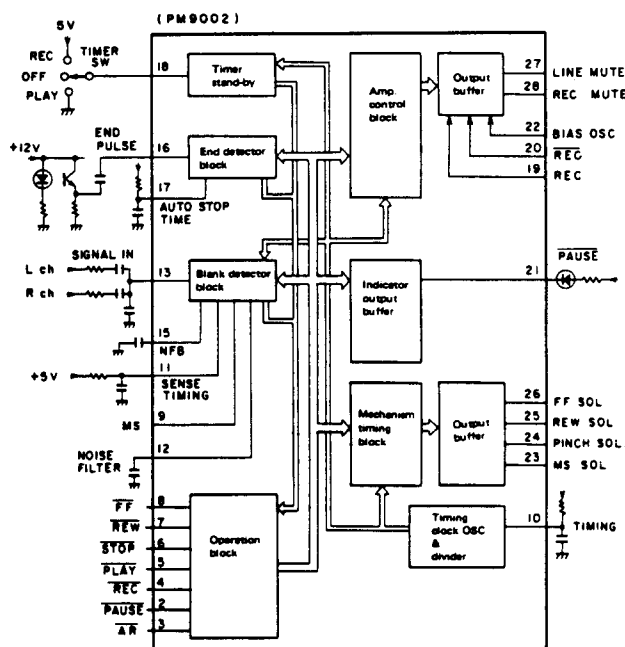 (PM9002)
5V
REC
TIMER
SW
OFF
PLAY
18
Timer
stand-by
END
PULSE
+12V
16
End detector
block
17
AUTO STOP
TIME
SIGNAL IN
L ch
R ch
13
Blank detector
block
15
NFB
11
+5V
SENSE
TIMING
9
MS
12
NOISE
FILTER
8
FF
7
REW
6
STOP
5
PLAY
4
REC
2
PAUSE
3
AR
Operation
block
Amp.
control
block
Output
buffer
27
LINE MUTE
28
REC MUTE
22
BIAS OSC
20
REC
19
REC
PAUSE
21
Indicator
output
buffer
Mechanism
timing
block
Output
buffer
26
FF SOL
25
REW SOL
24
PINCH SOL
23
MS SOL
Timing
clock OSC
&
divider
10
TIMING